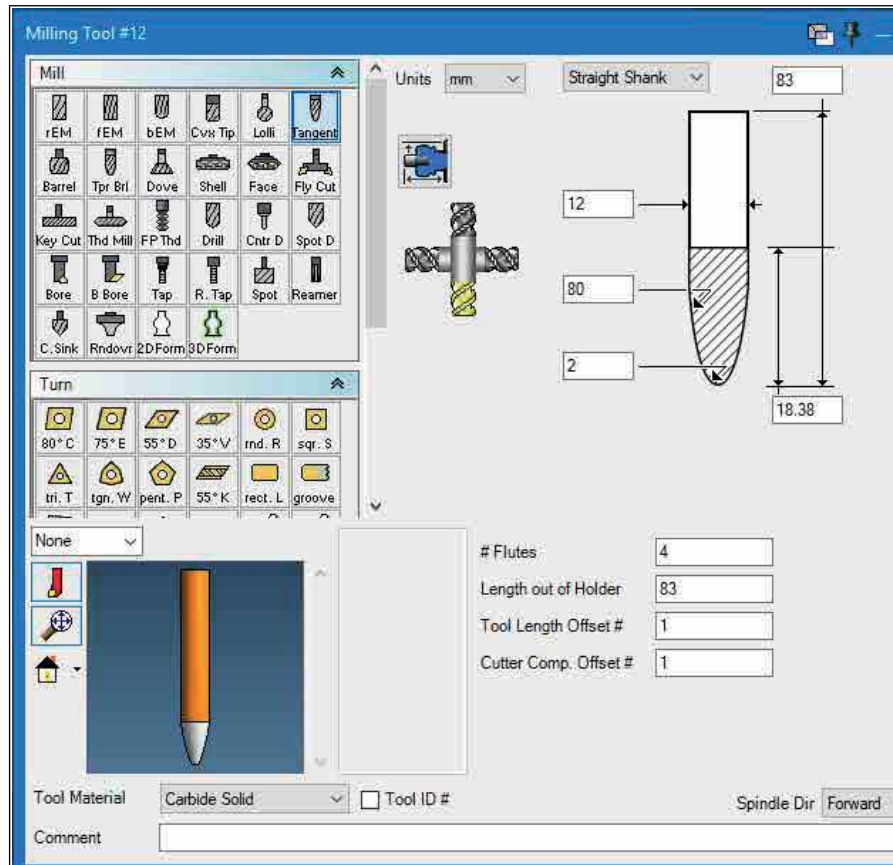 Milling Tool #12
Mill
rEM fEM bEM Cvx Tip Lolli Tangent
Barrel Tpr Brl Dove Shell Face Fly Cut
Key Cut Thd Mill FP Thd Drill Cntr D Spot D
Bore B Bore Tap R. Tap Spot Reamer
C.Sink Rndovr 2DForm 3DForm
Turn
80° C 75° E 55° D 35° V rnd. R sqr. S
tri. T tgn. W pent. P 55° K rect. L groove
Units mm Straight Shank 83
12
80
2
18.38
None
# Flutes 4
Length out of Holder 83
Tool Length Offset # 1
Cutter Comp. Offset # 1
Tool Material Carbide Solid Tool ID # Spindle Dir Forward
Comment